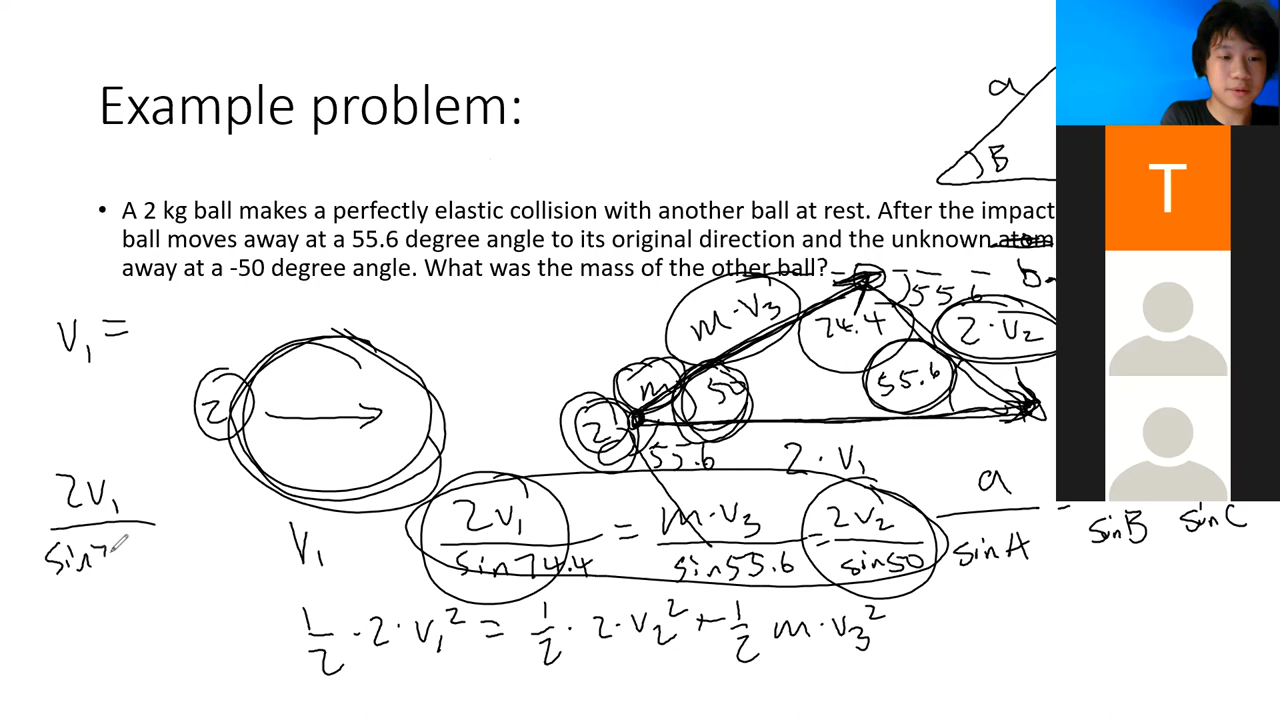 Example problem:
a
B
T
• A 2 kg ball makes a perfectly elastic collision with another ball at rest. After the impact
ball moves away at a 55.6 degree angle to its original direction and the unknown atom
away at a -50 degree angle. What was the mass of the other ball?
b
55.6
m·v3
74.4
2·v2
v1 =
55.6
m
50
2
2
55.6
2·v1
2v1
v1
2v1 = m·v3 = 2v2
a =
sin7
sin74.4 sin55.6 sin50
sinA sinB sinC
1/2 · 2 · v1² = 1/2 · 2 · v2² + 1/2 m · v3²